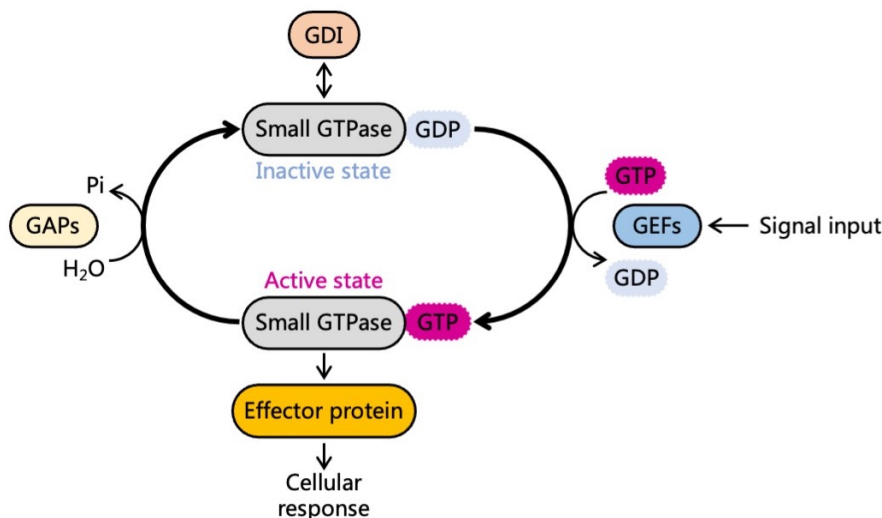 GDI
Small GTPase GDP
Inactive state
GTP
Pi
GAPs
GEFs
Signal input
H₂O
GDP
Active state
Small GTPase GTP
Effector protein
Cellular
response